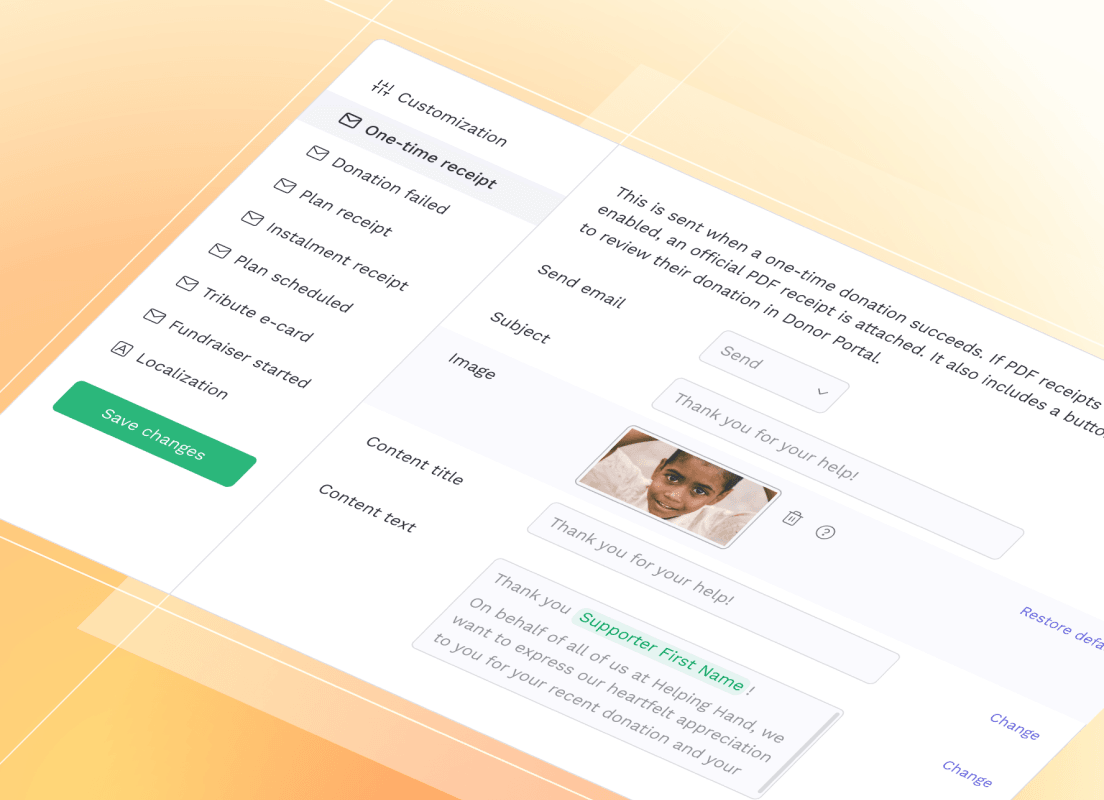 Customization
One-time receipt
Donation failed
Plan receipt
Instalment receipt
Plan scheduled
Tribute e-card
Fundraiser started
Localization
Save changes
This is sent when a one-time donation succeeds. If PDF receipts
enabled, an official PDF receipt is attached. It also includes a
to review their donation in Donor Portal.
Send email
Send
Subject
Thank you for your help!
Image
Restore
Content title
Thank you for your help!
Change
Content text
Thank you Supporter First Name !
On behalf of all of us at Helping Hand, we
want to express our heartfelt appreciation
to you for your recent donation and your
Change